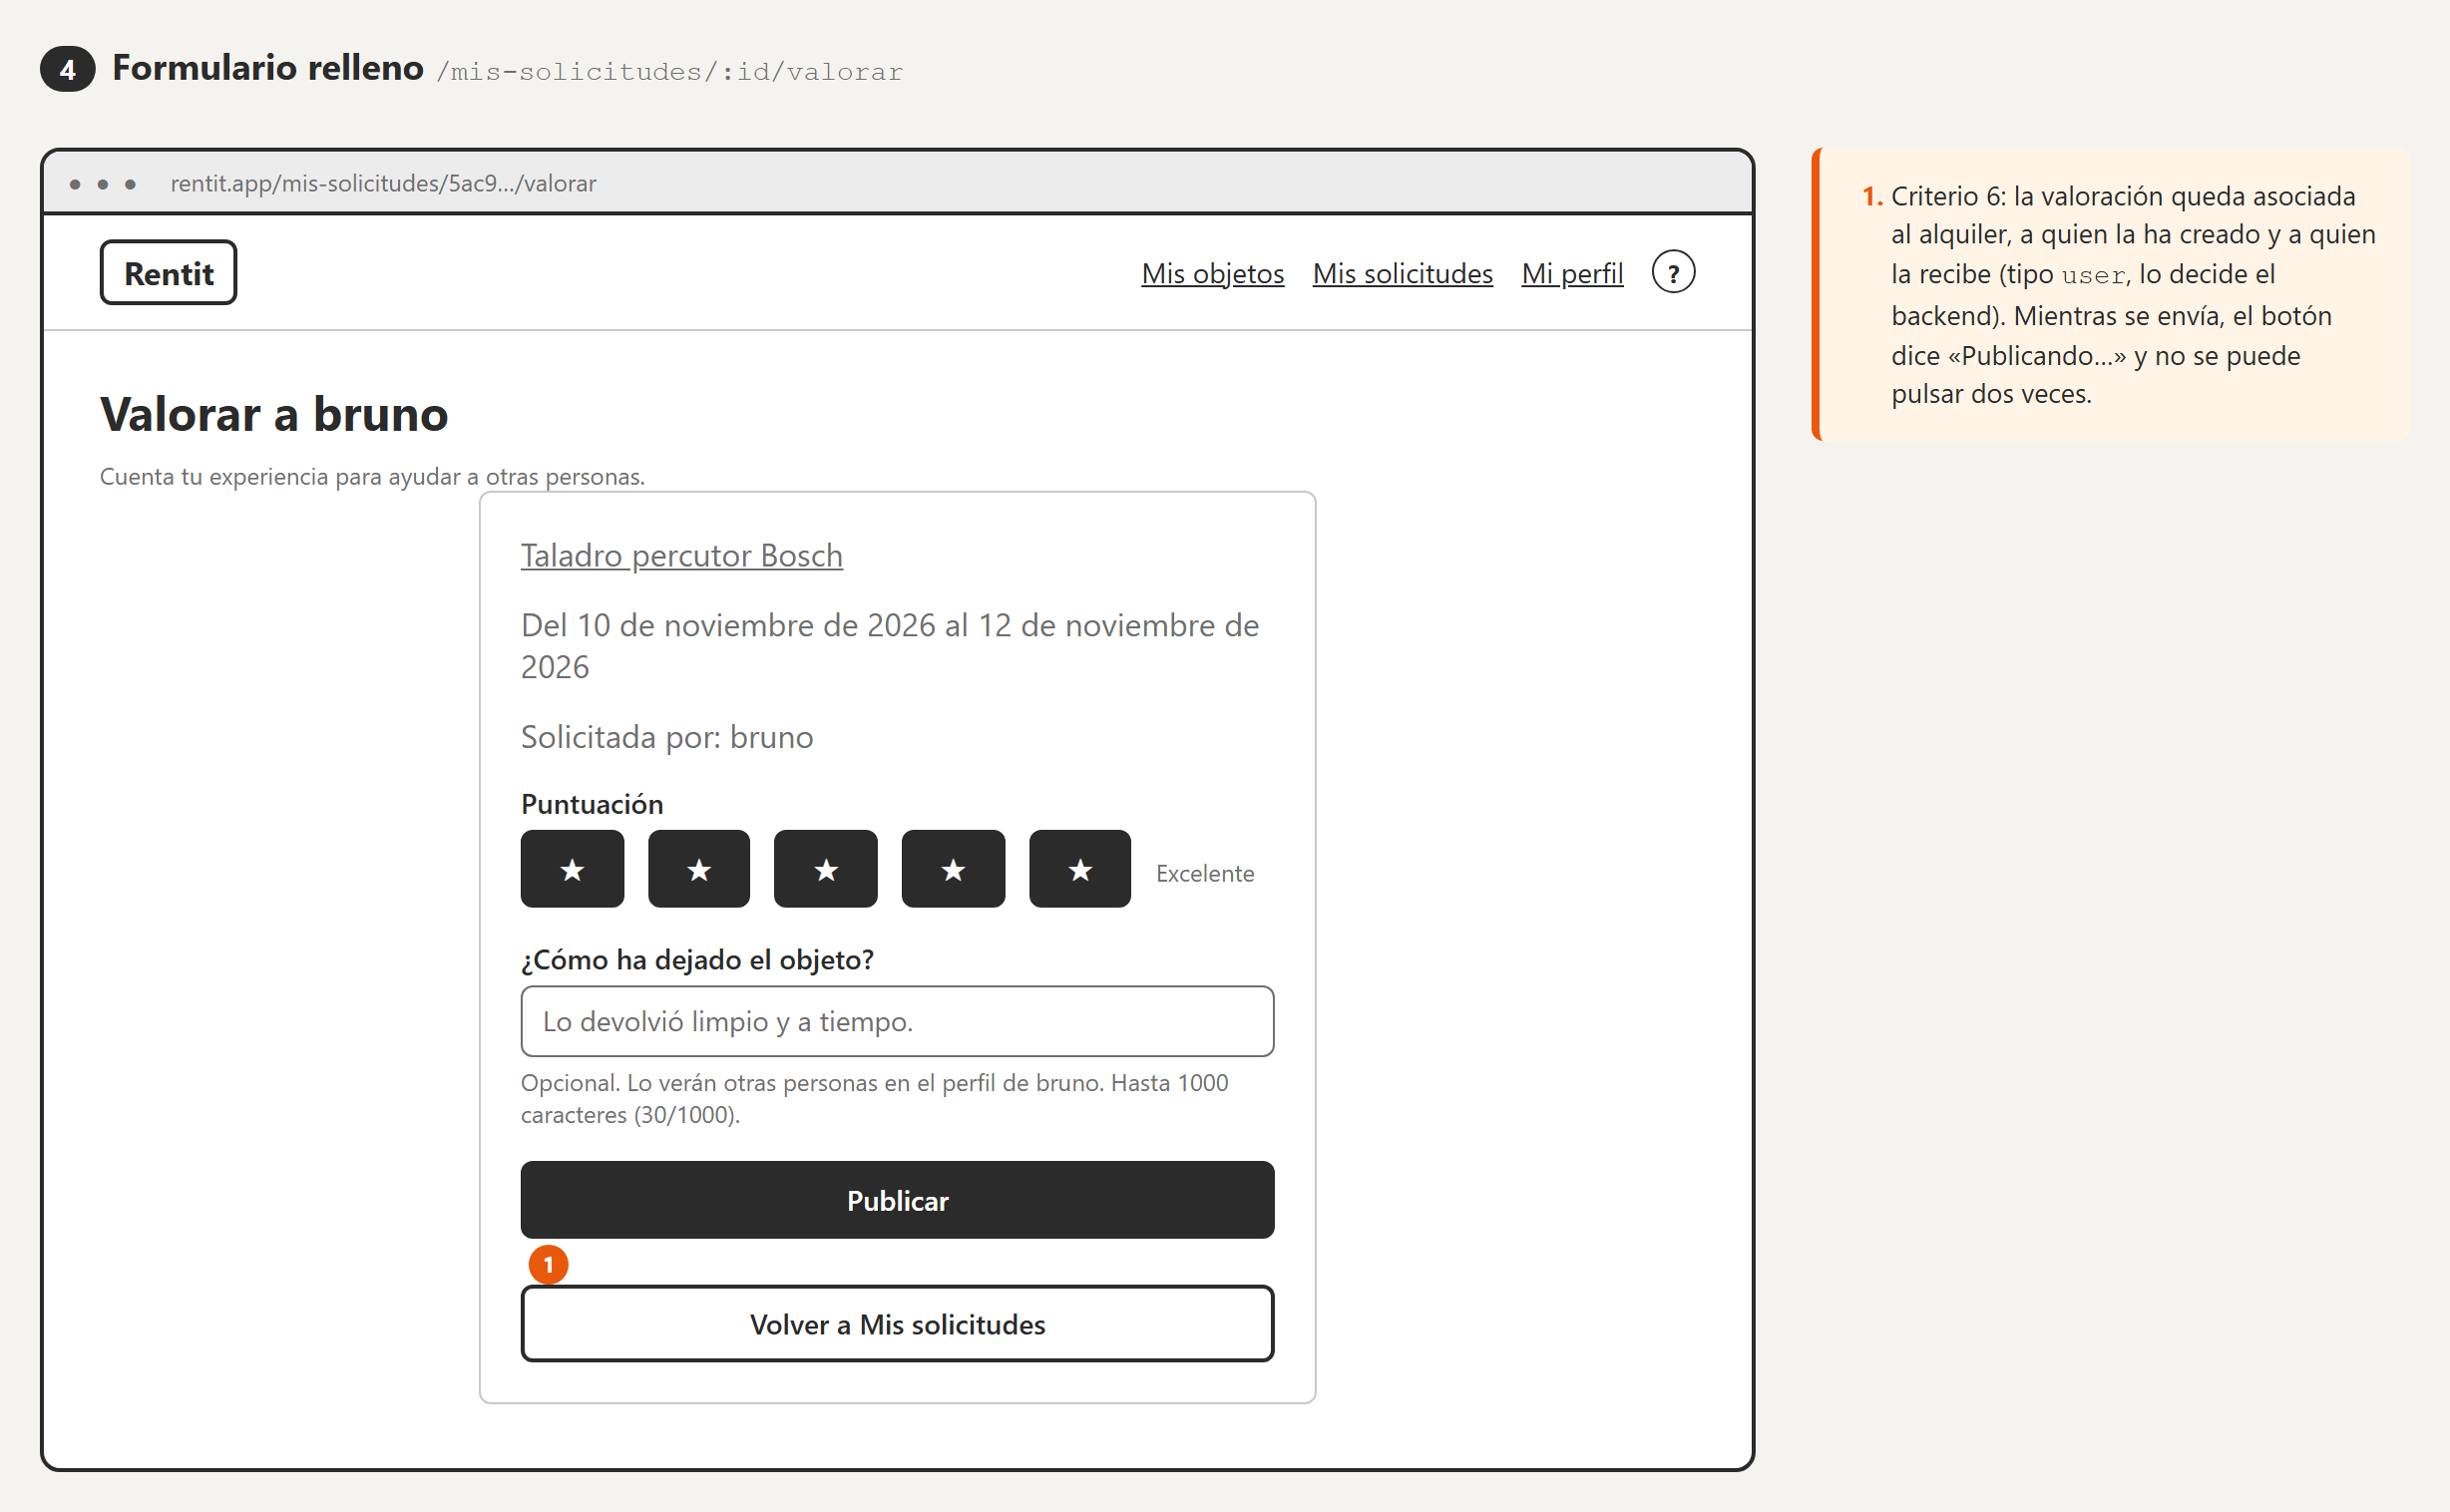 4 Formulario relleno /mis-solicitudes/:id/valorar
rentit.app/mis-solicitudes/5ac9.../valorar
Rentit
Mis objetos Mis solicitudes Mi perfil ?
Valorar a bruno
Cuenta tu experiencia para ayudar a otras personas.
Taladro percutor Bosch
Del 10 de noviembre de 2026 al 12 de noviembre de
2026
Solicitada por: bruno
Puntuación
★ ★ ★ ★ ★ Excelente
¿Cómo ha dejado el objeto?
Lo devolvió limpio y a tiempo.
Opcional. Lo verán otras personas en el perfil de bruno. Hasta 1000
caracteres (30/1000).
Publicar
1
Volver a Mis solicitudes
1. Criterio 6: la valoración queda asociada
al alquiler, a quien la ha creado y a quien
la recibe (tipo user, lo decide el
backend). Mientras se envía, el botón
dice «Publicando...» y no se puede
pulsar dos veces.